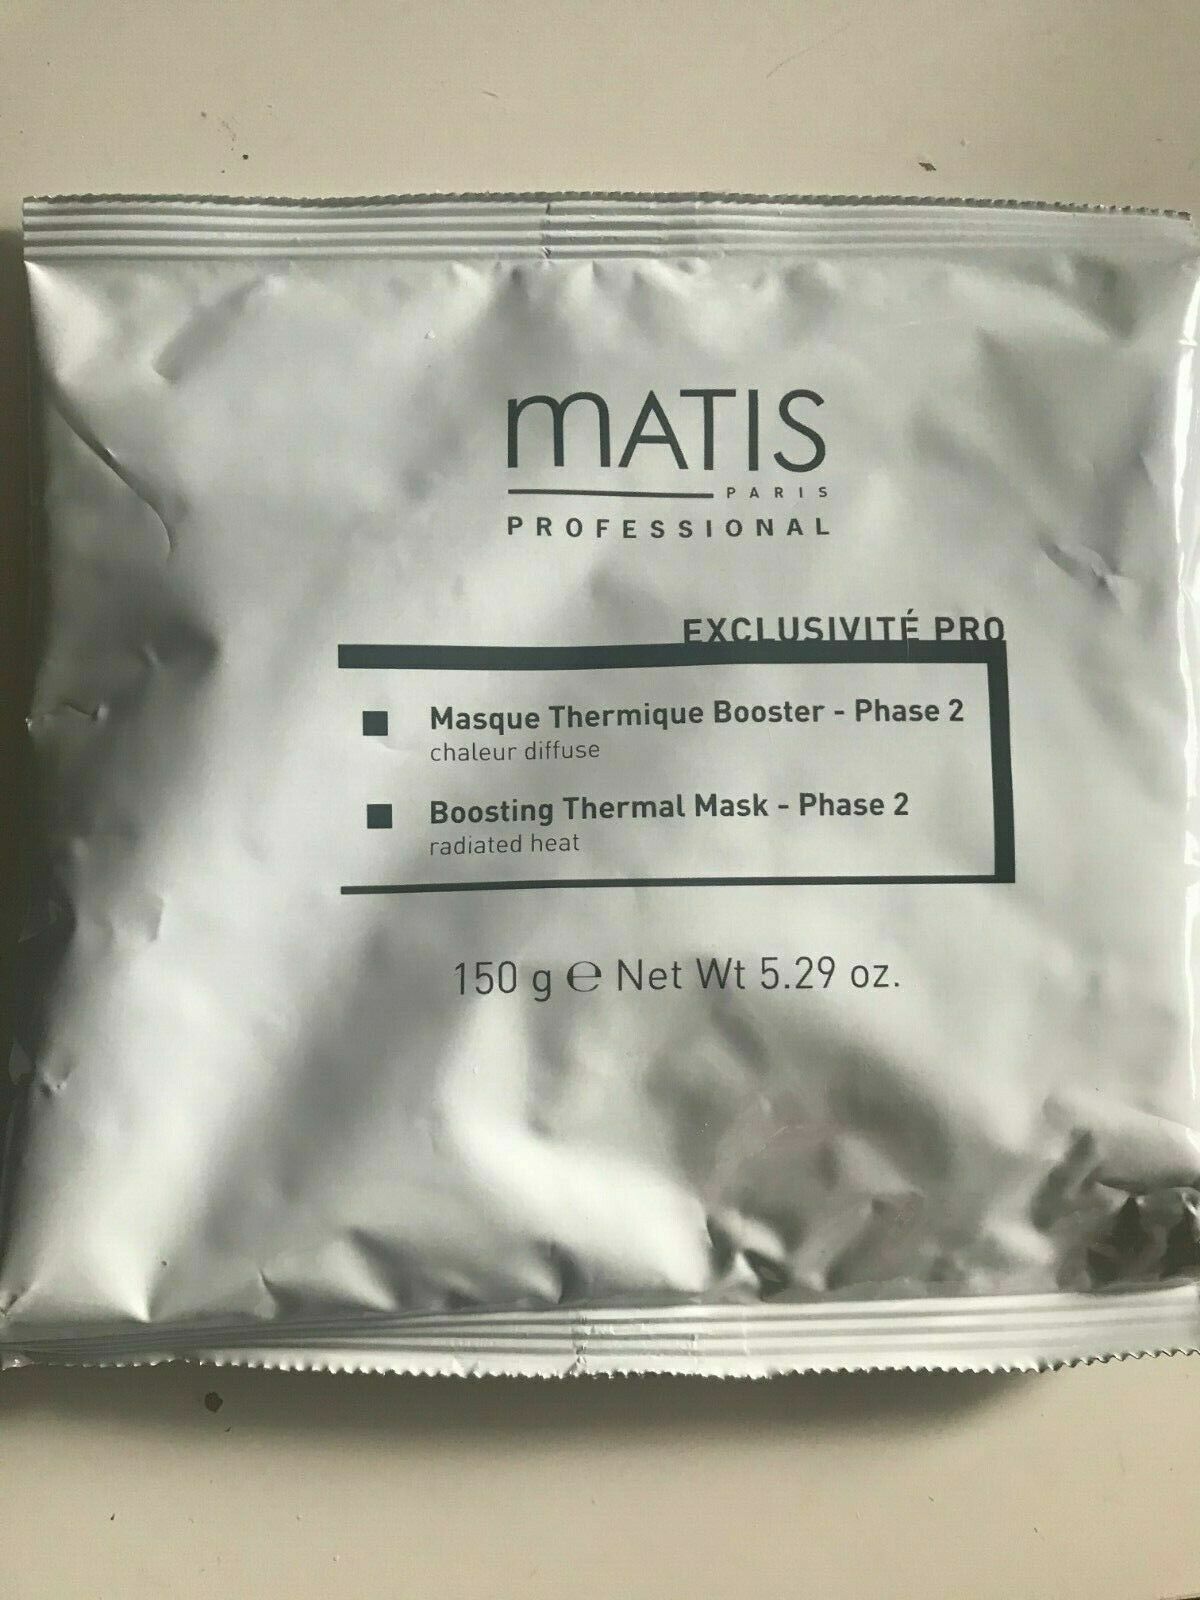 mATIS
PARIS
PROFESSIONAL
EXCLUSIVITÉ PRO
Masque Thermique Booster - Phase 2
chaleur diffuse
Boosting Thermal Mask - Phase 2
radiated heat
150 g ℮ Net Wt 5.29 oz.